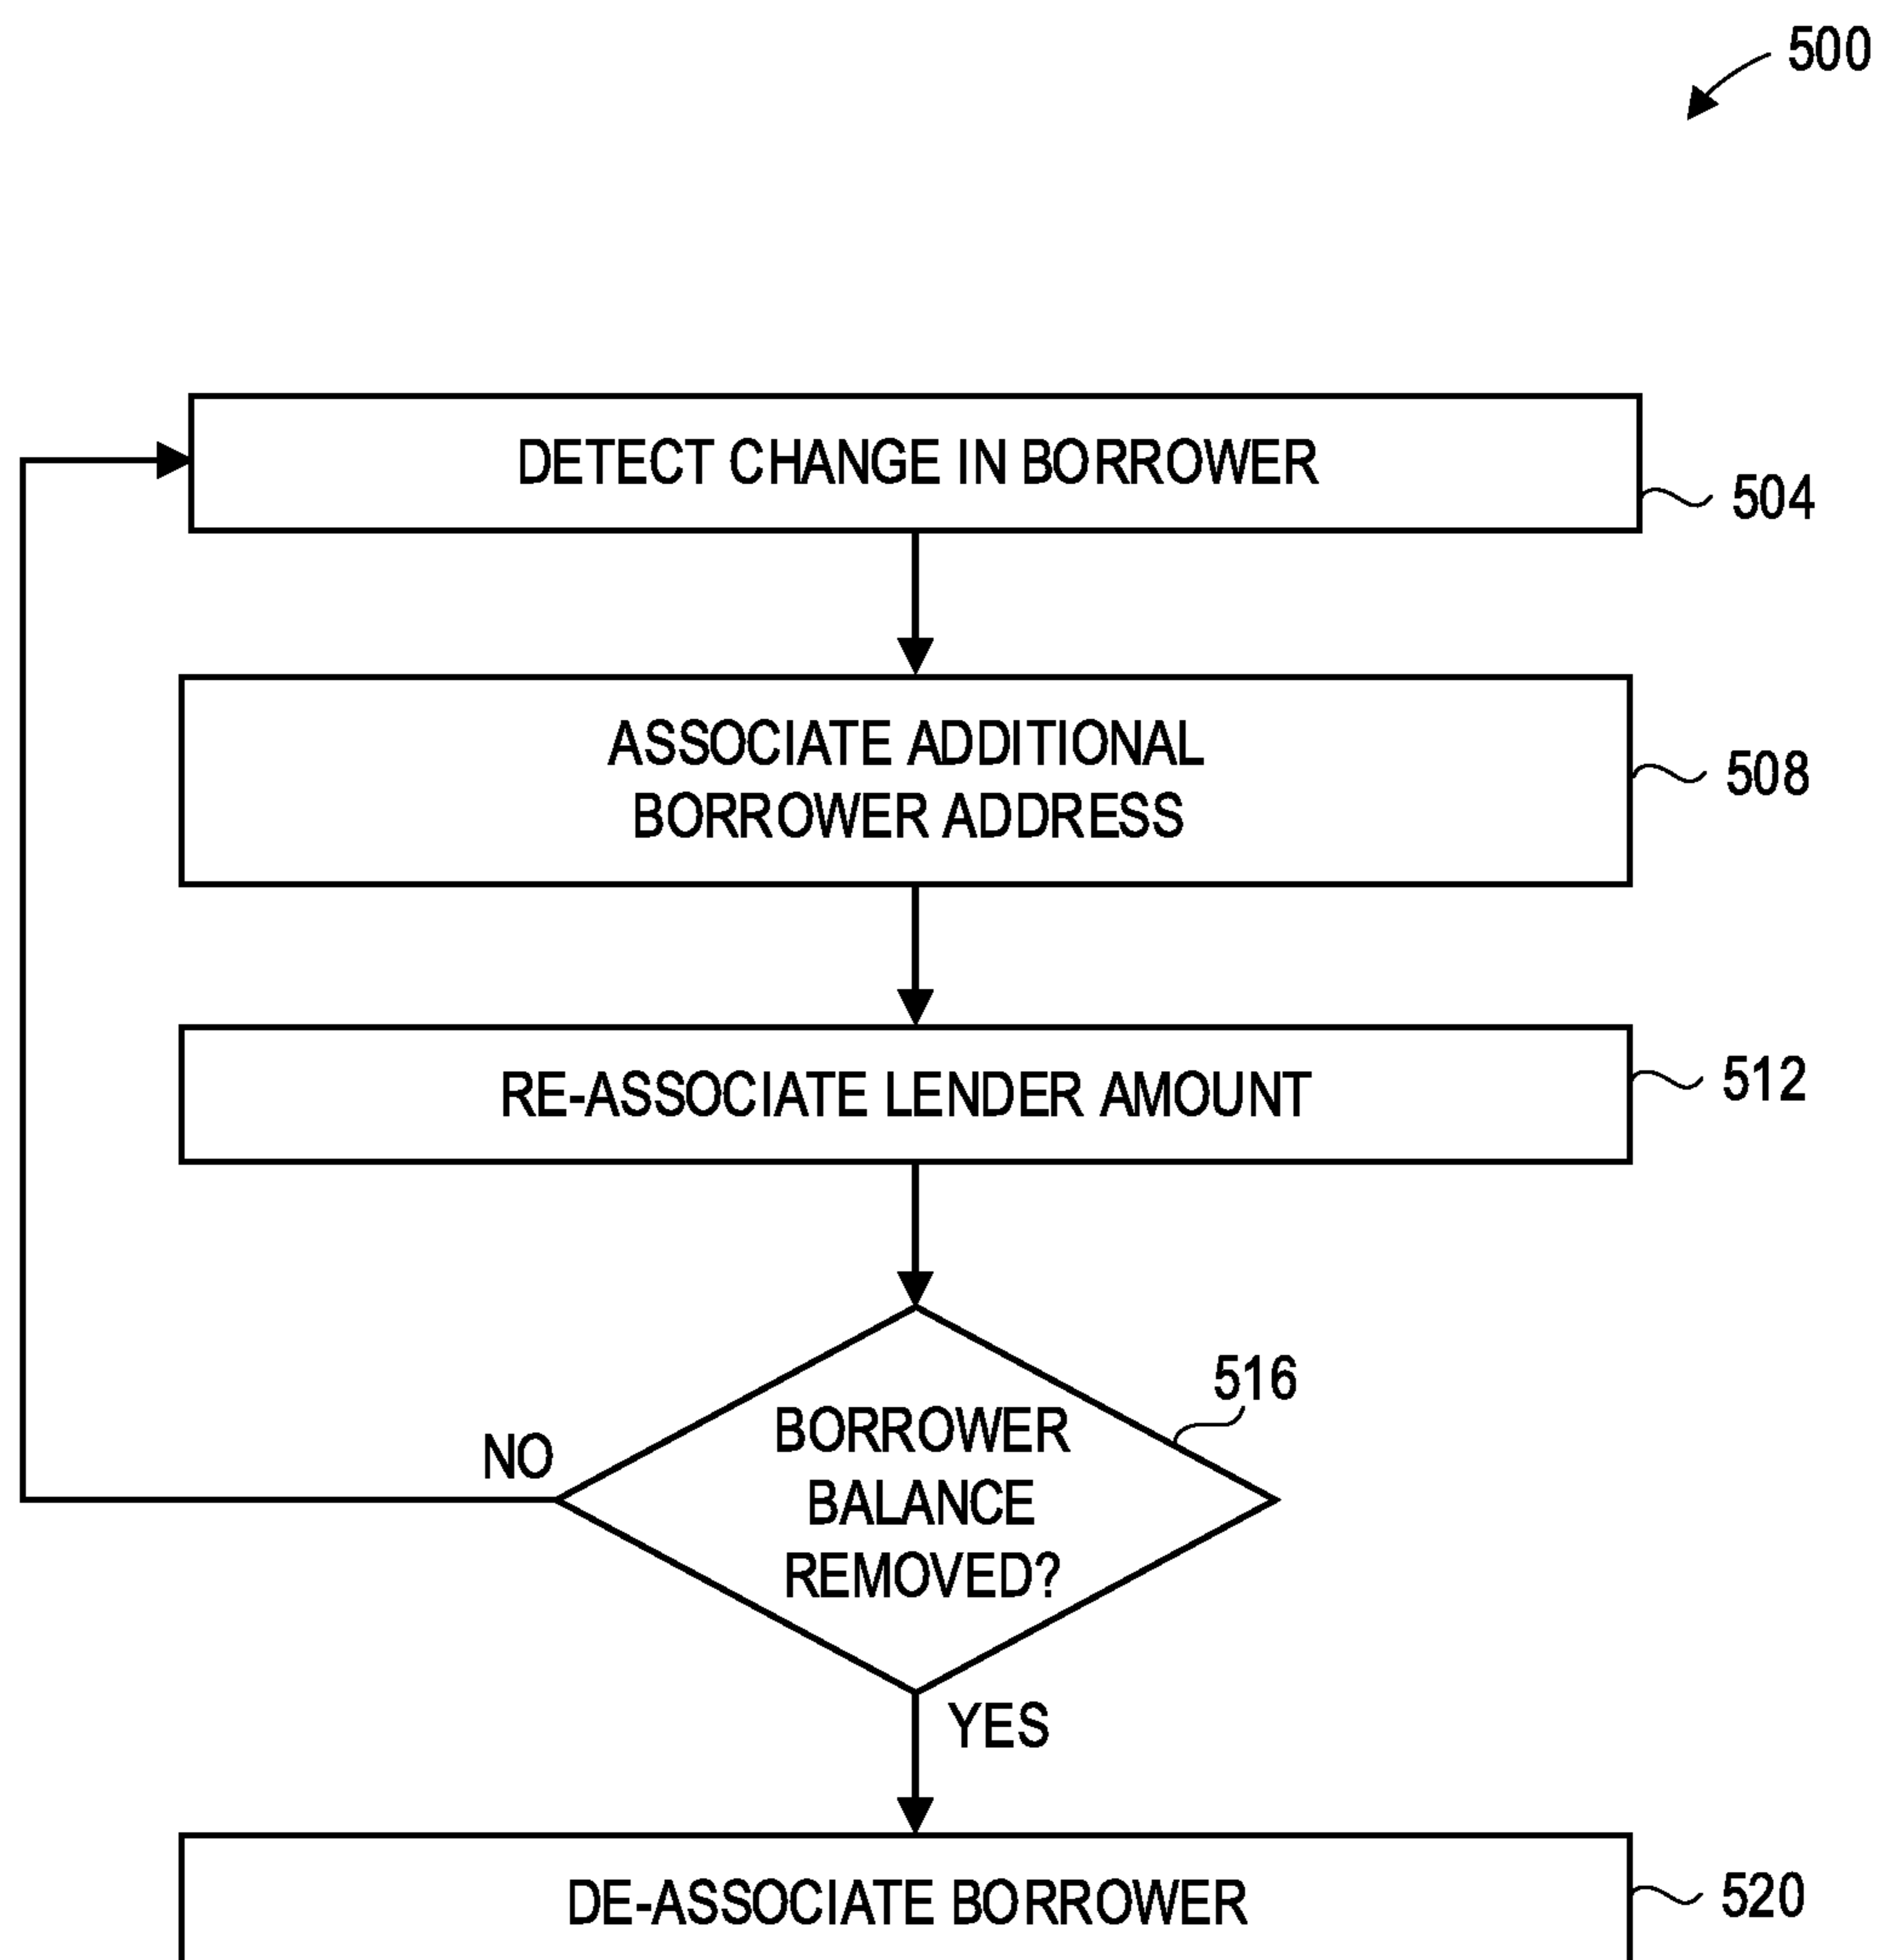 500
DETECT CHANGE IN BORROWER
504
ASSOCIATE ADDITIONAL
BORROWER ADDRESS
508
RE-ASSOCIATE LENDER AMOUNT
512
516
BORROWER
BALANCE
REMOVED?
NO
YES
DE-ASSOCIATE BORROWER
520